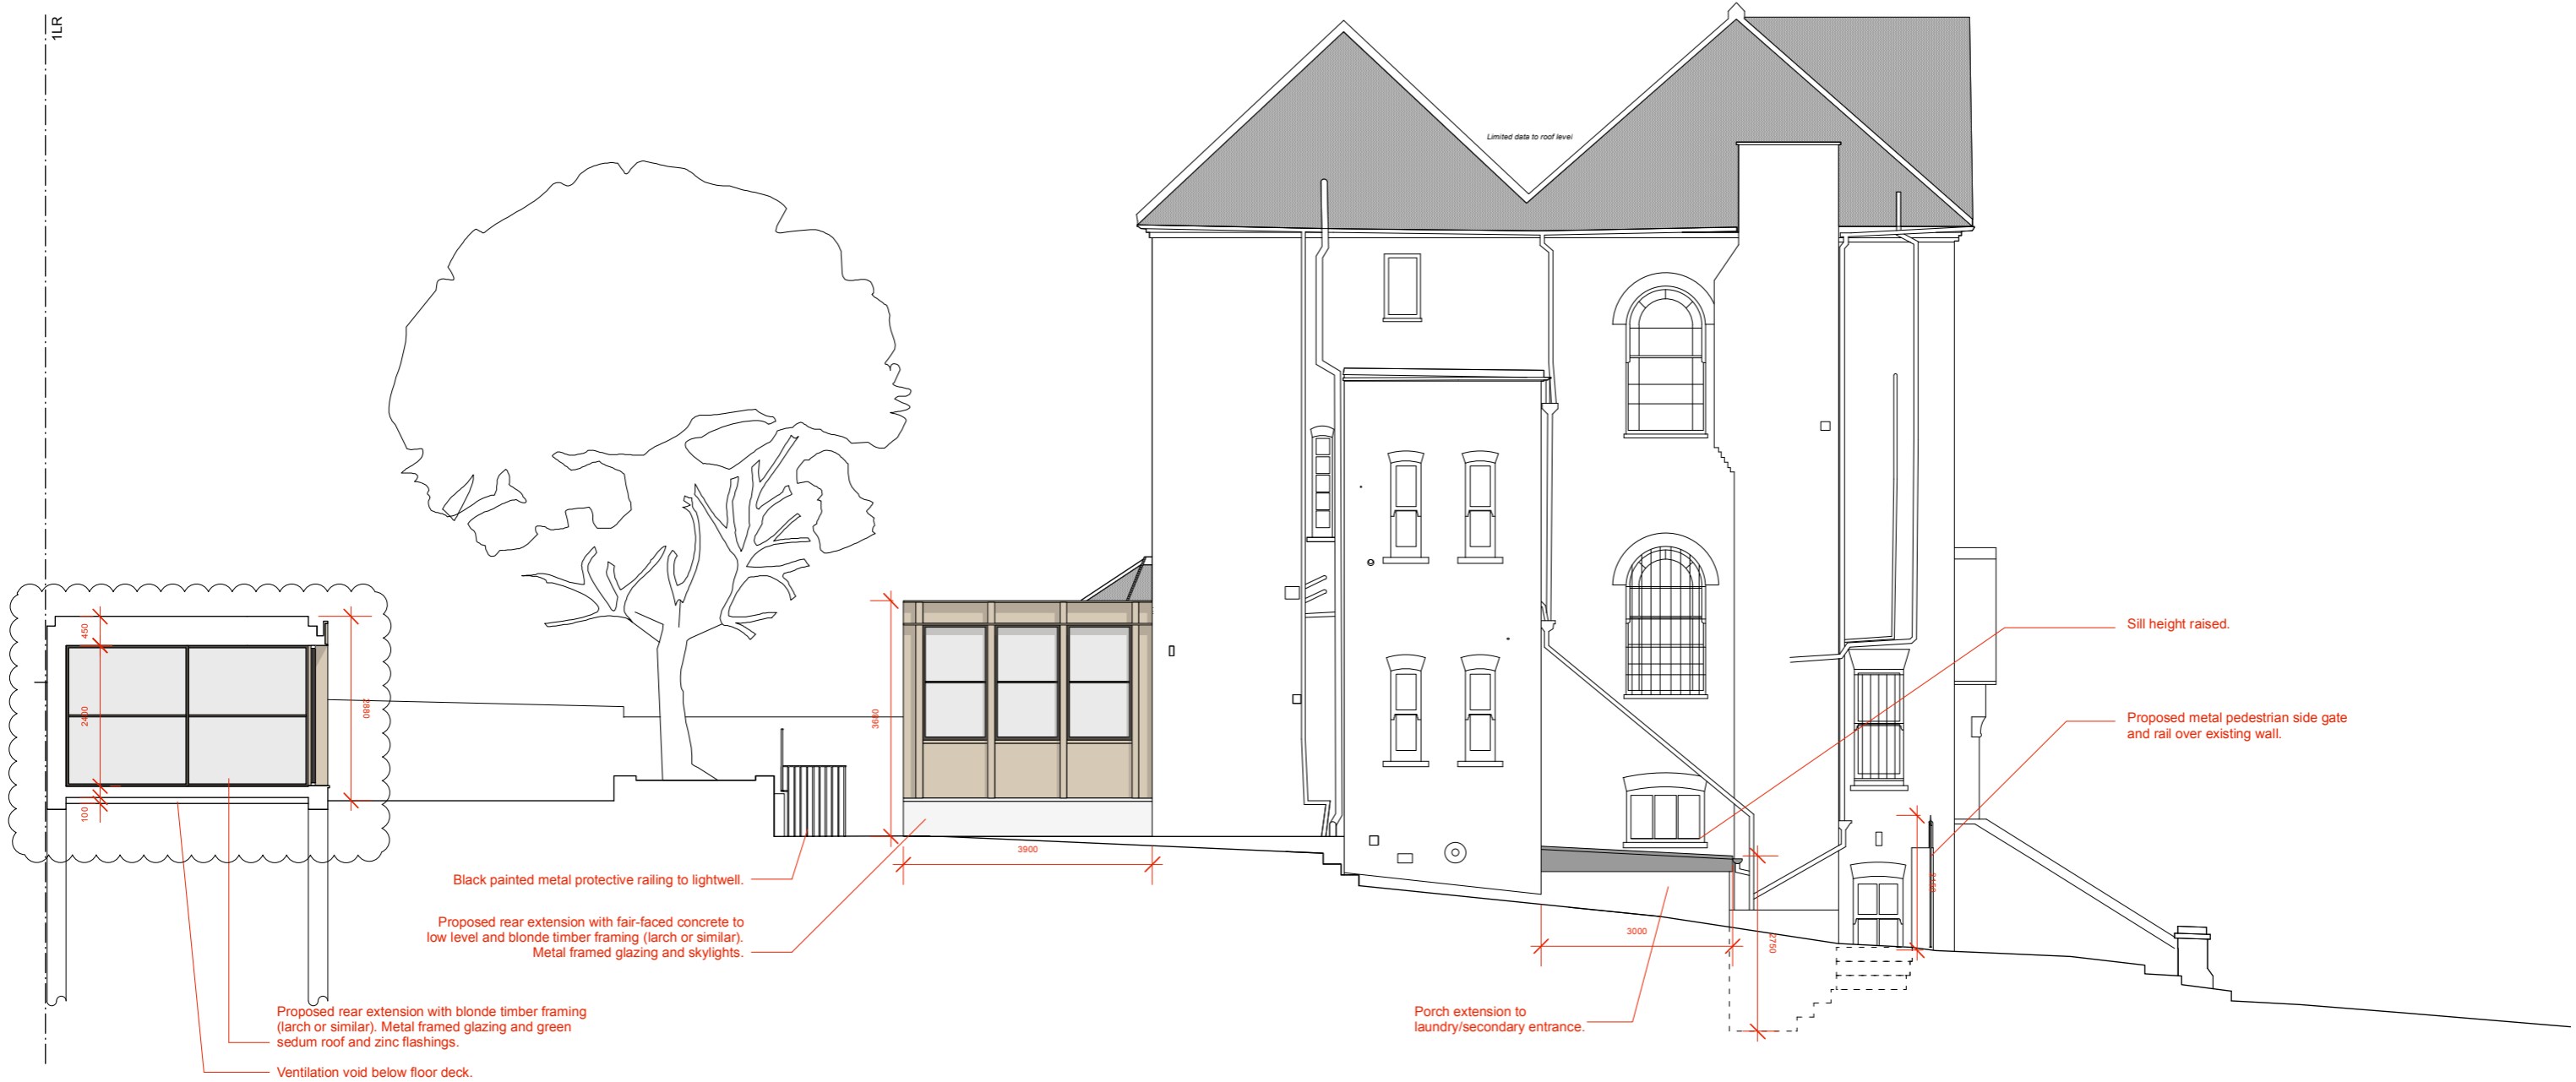 1LR
Limited data to roof level
450
2400
2880
100
3680
3900
Sill height raised.
Proposed metal pedestrian side gate
and rail over existing wall.
Black painted metal protective railing to lightwell.
Proposed rear extension with fair-faced concrete to
low level and blonde timber framing (larch or similar).
Metal framed glazing and skylights.
3000
2750
Proposed rear extension with blonde timber framing
(larch or similar). Metal framed glazing and green
sedum roof and zinc flashings.
Porch extension to
laundry/secondary entrance.
Ventilation void below floor deck.